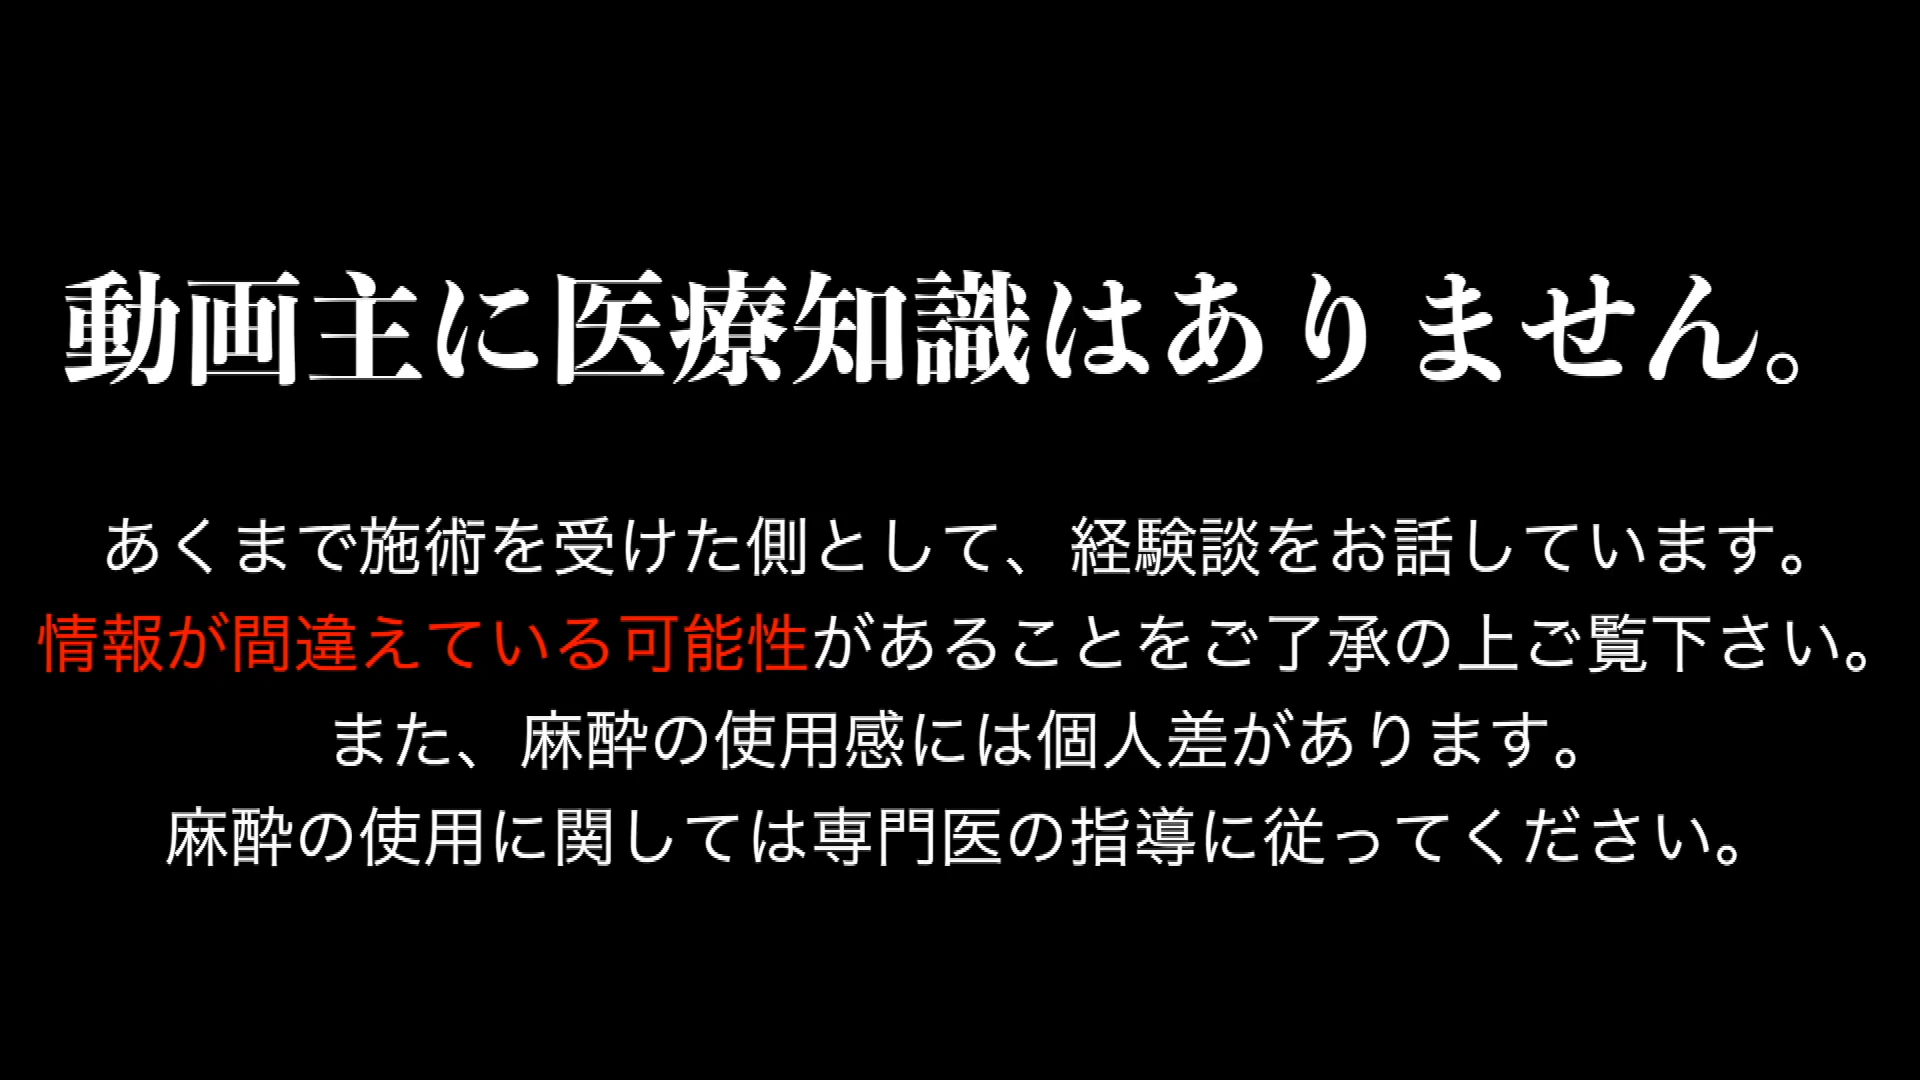 動画主に医療知識はありません。
あくまで施術を受けた側として、経験談をお話しています。
情報が間違えている可能性があることをご了承の上ご覧下さい。
また、麻酔の使用感には個人差があります。
麻酔の使用に関しては専門医の指導に従ってください。